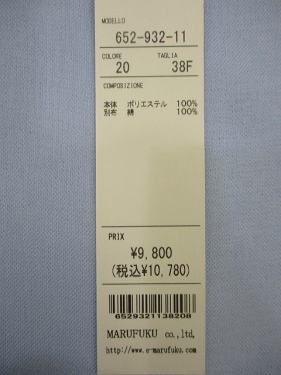 MODELLO
652-932-11
COLORE TAGLIA
20 38F
COMPOSIZIONE
本体 ポリエステル 100%
別布 綿 100%
PRIX
¥9,800
(税込¥10,780)
6529321138208
MARUFUKU co.,ltd.
http://www.e-marufuku.com/